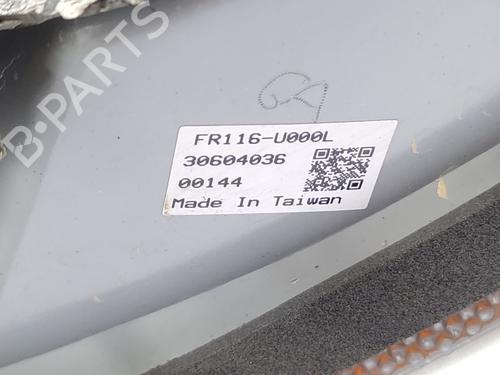 FR116-U000L
30604036
00144
Made In Taiwan
B-PARTS